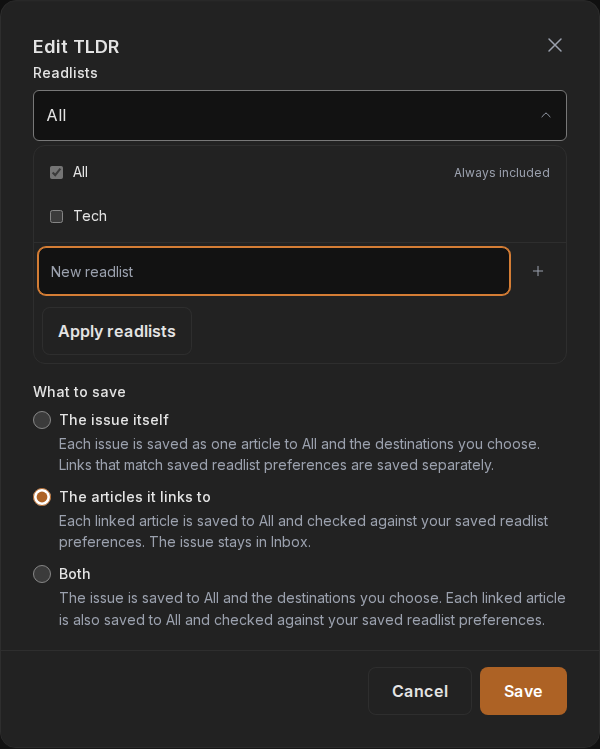 Edit TLDR
Readlists
All
All
Always included
Tech
New readlist
Apply readlists
What to save
The issue itself
Each issue is saved as one article to All and the destinations you choose.
Links that match saved readlist preferences are saved separately.
The articles it links to
Each linked article is saved to All and checked against your saved readlist
preferences. The issue stays in Inbox.
Both
The issue is saved to All and the destinations you choose. Each linked article
is also saved to All and checked against your saved readlist preferences.
Cancel
Save